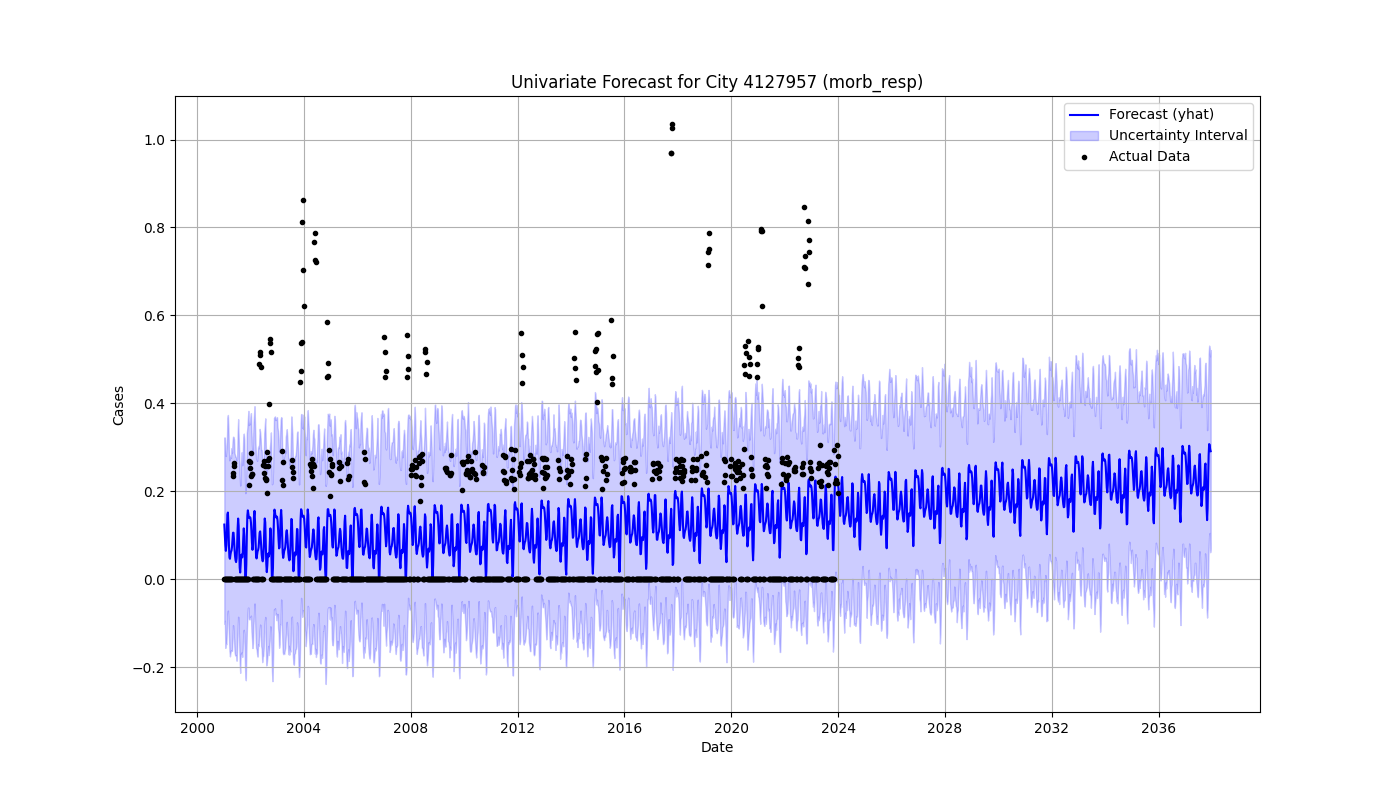 Univariate Forecast for City 4127957 (morb_resp)
Forecast (yhat)
Uncertainty Interval
Actual Data
Cases
1.0
0.8
0.6
0.4
0.2
0.0
−0.2
2000 2004 2008 2012 2016 2020 2024 2028 2032 2036
Date